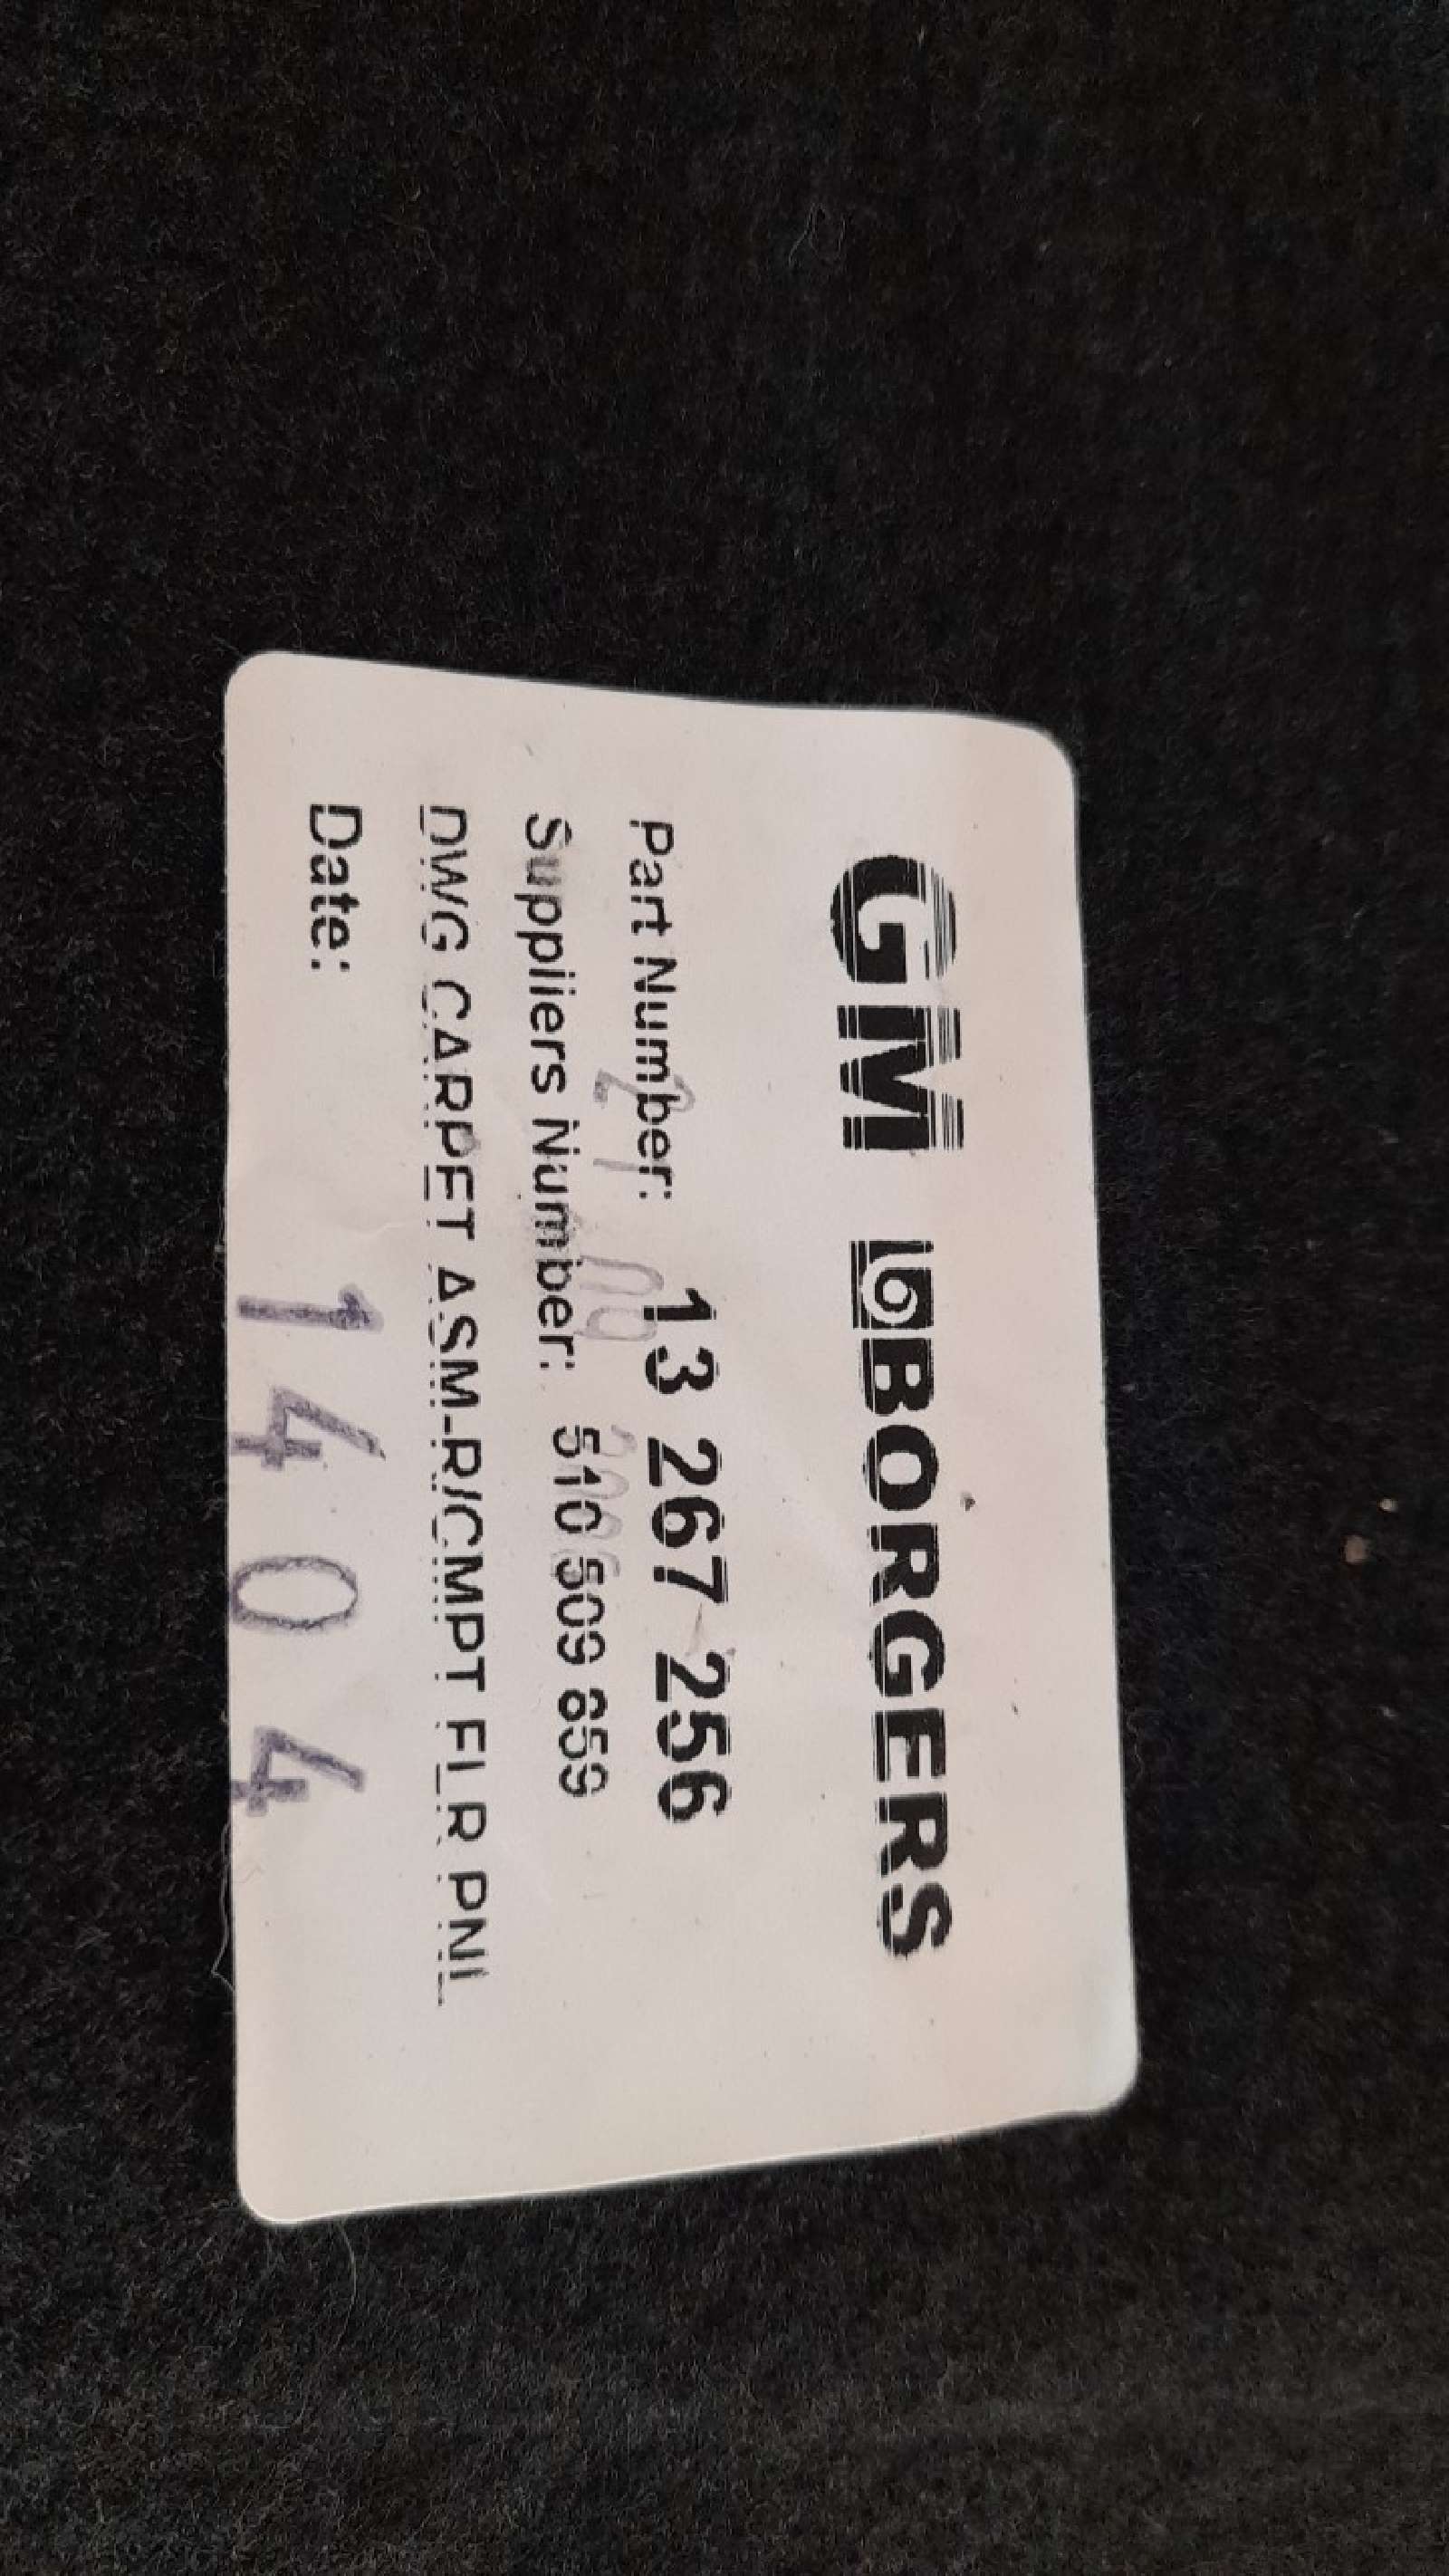 GM BORGERS
Part Number: 13 267 256
Suppliers Number: 510 509 659
DWG CARPET ASM-R/CMPT FLR PNL
Date: 1404